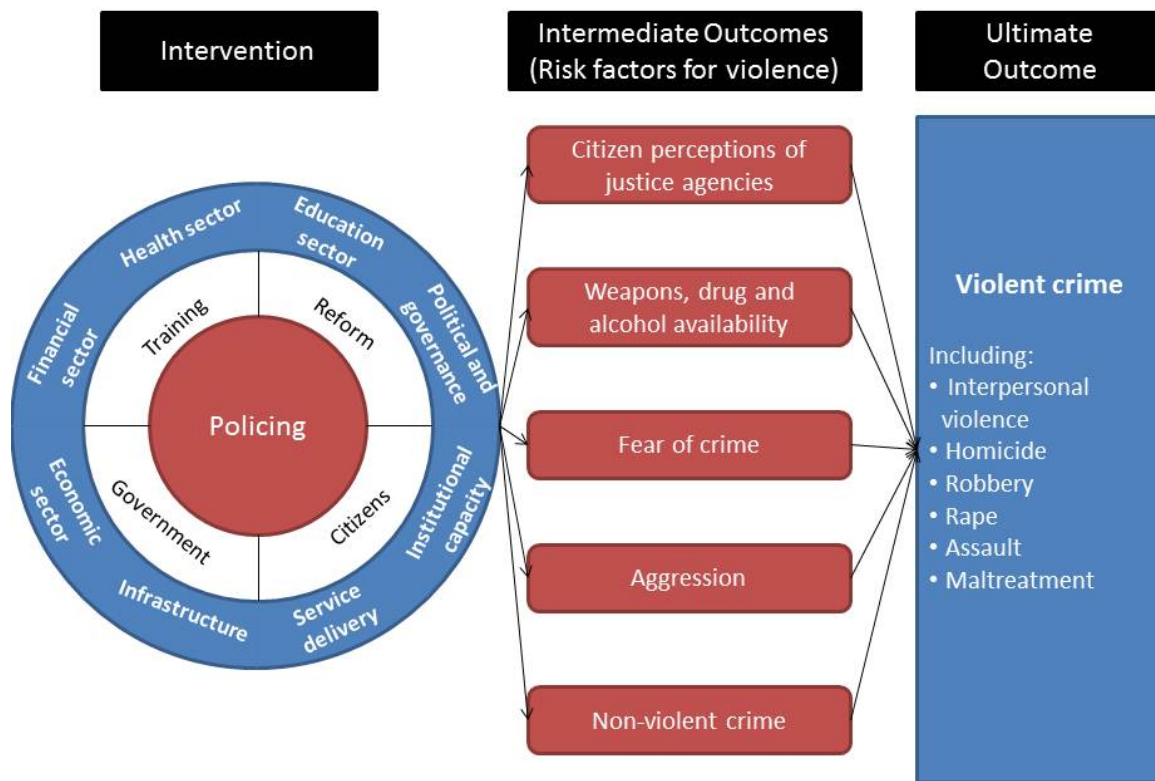 Intervention
Intermediate Outcomes
(Risk factors for violence)
Ultimate
Outcome
Health sector
Education
sector
Financial
sector
Political and
governance
Training
Reform
Policing
Economic
sector
Government
Citizens
Institutional
capacity
Infrastructure
Service
delivery
Citizen perceptions of
justice agencies
Weapons, drug and
alcohol availability
Fear of crime
Aggression
Non-violent crime
Violent crime
Including:
• Interpersonal
violence
• Homicide
• Robbery
• Rape
• Assault
• Maltreatment